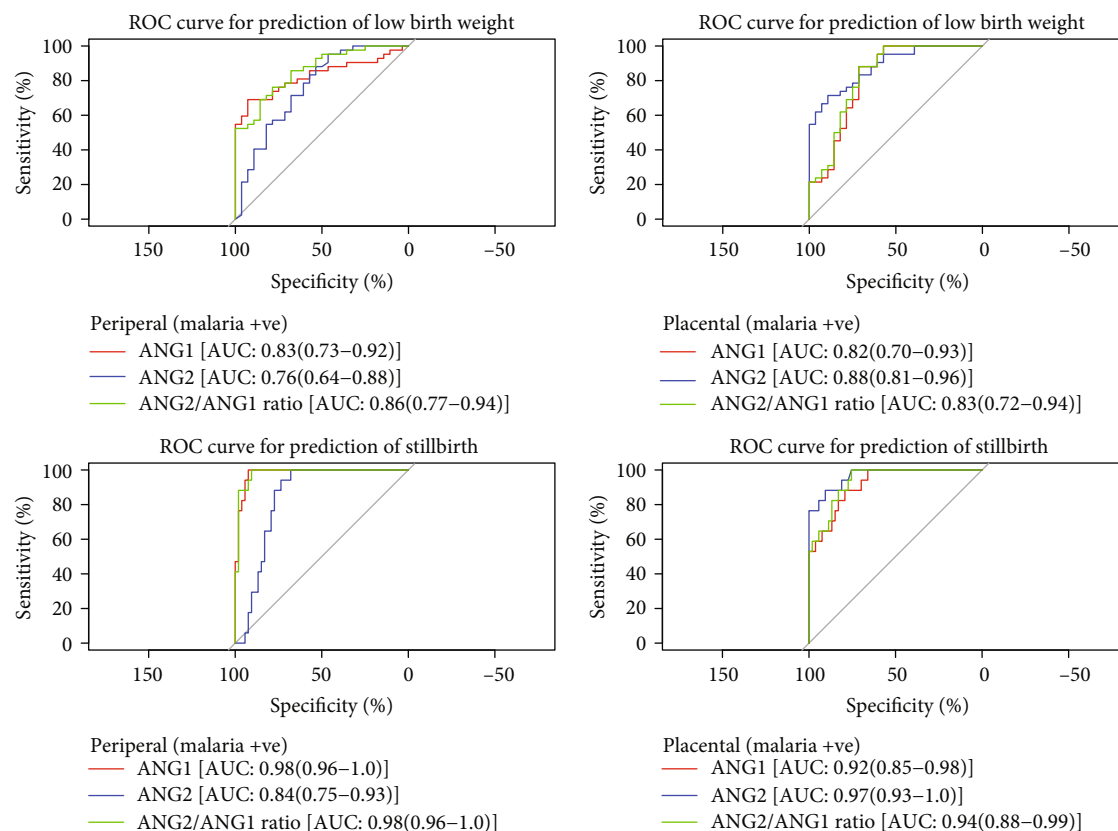 ROC curve for prediction of low birth weight
Sensitivity (%)
100
80
60
40
20
0
150 100 50 0 −50
Specificity (%)
Periperal (malaria +ve)
ANG1 [AUC: 0.83(0.73−0.92)]
ANG2 [AUC: 0.76(0.64−0.88)]
ANG2/ANG1 ratio [AUC: 0.86(0.77−0.94)]
ROC curve for prediction of low birth weight
Sensitivity (%)
100
80
60
40
20
0
150 100 50 0 −50
Specificity (%)
Placental (malaria +ve)
ANG1 [AUC: 0.82(0.70−0.93)]
ANG2 [AUC: 0.88(0.81−0.96)]
ANG2/ANG1 ratio [AUC: 0.83(0.72−0.94)]
ROC curve for prediction of stillbirth
Sensitivity (%)
100
80
60
40
20
0
150 100 50 0 −50
Specificity (%)
Periperal (malaria +ve)
ANG1 [AUC: 0.98(0.96−1.0)]
ANG2 [AUC: 0.84(0.75−0.93)]
ANG2/ANG1 ratio [AUC: 0.98(0.96−1.0)]
ROC curve for prediction of stillbirth
Sensitivity (%)
100
80
60
40
20
0
150 100 50 0 −50
Specificity (%)
Placental (malaria +ve)
ANG1 [AUC: 0.92(0.85−0.98)]
ANG2 [AUC: 0.97(0.93−1.0)]
ANG2/ANG1 ratio [AUC: 0.94(0.88−0.99)]